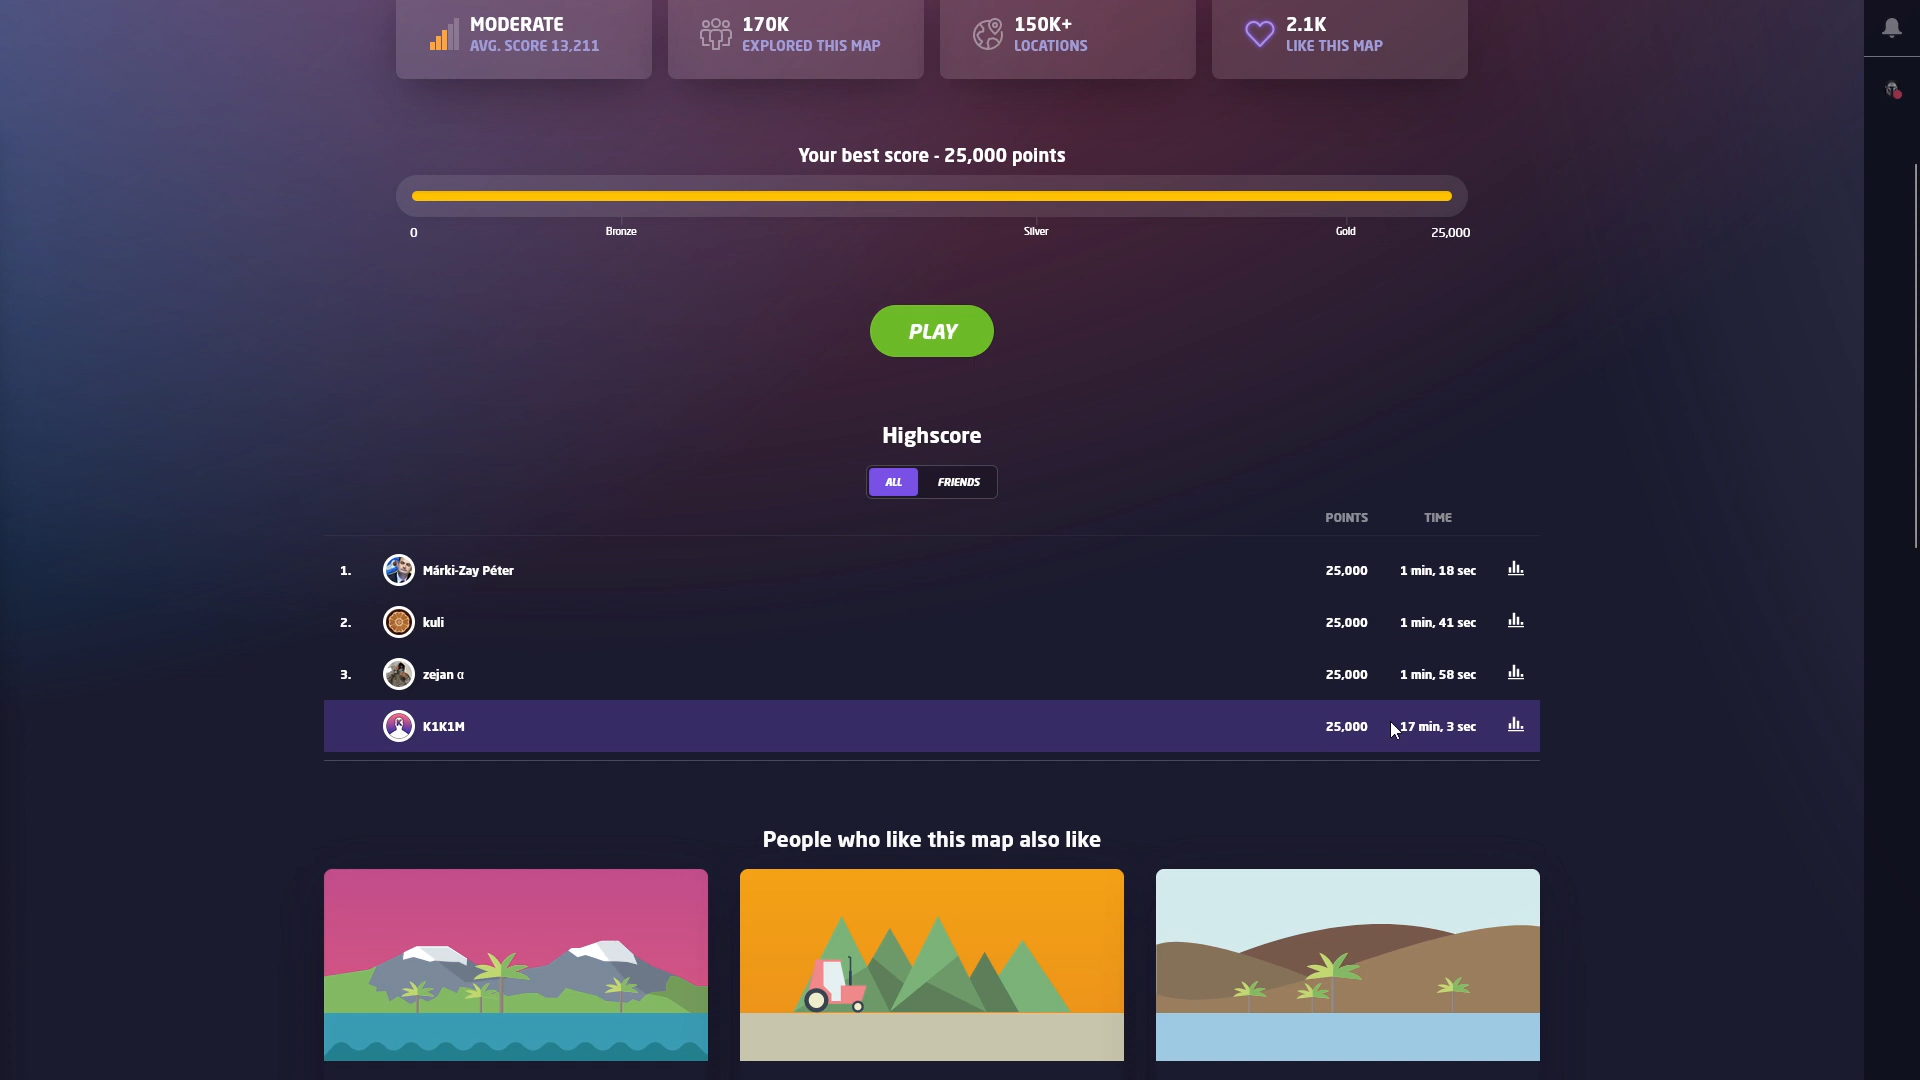 MODERATE
AVG. SCORE 13,211
170K
EXPLORED THIS MAP
150K+
LOCATIONS
2.1K
LIKE THIS MAP
Your best score - 25,000 points
0 Bronze Silver Gold 25,000
PLAY
Highscore
ALL FRIENDS
POINTS TIME
1. Márki-Zay Péter 25,000 1 min, 18 sec
2. kuli 25,000 1 min, 41 sec
3. zejan α 25,000 1 min, 58 sec
K1K1M 25,000 17 min, 3 sec
People who like this map also like